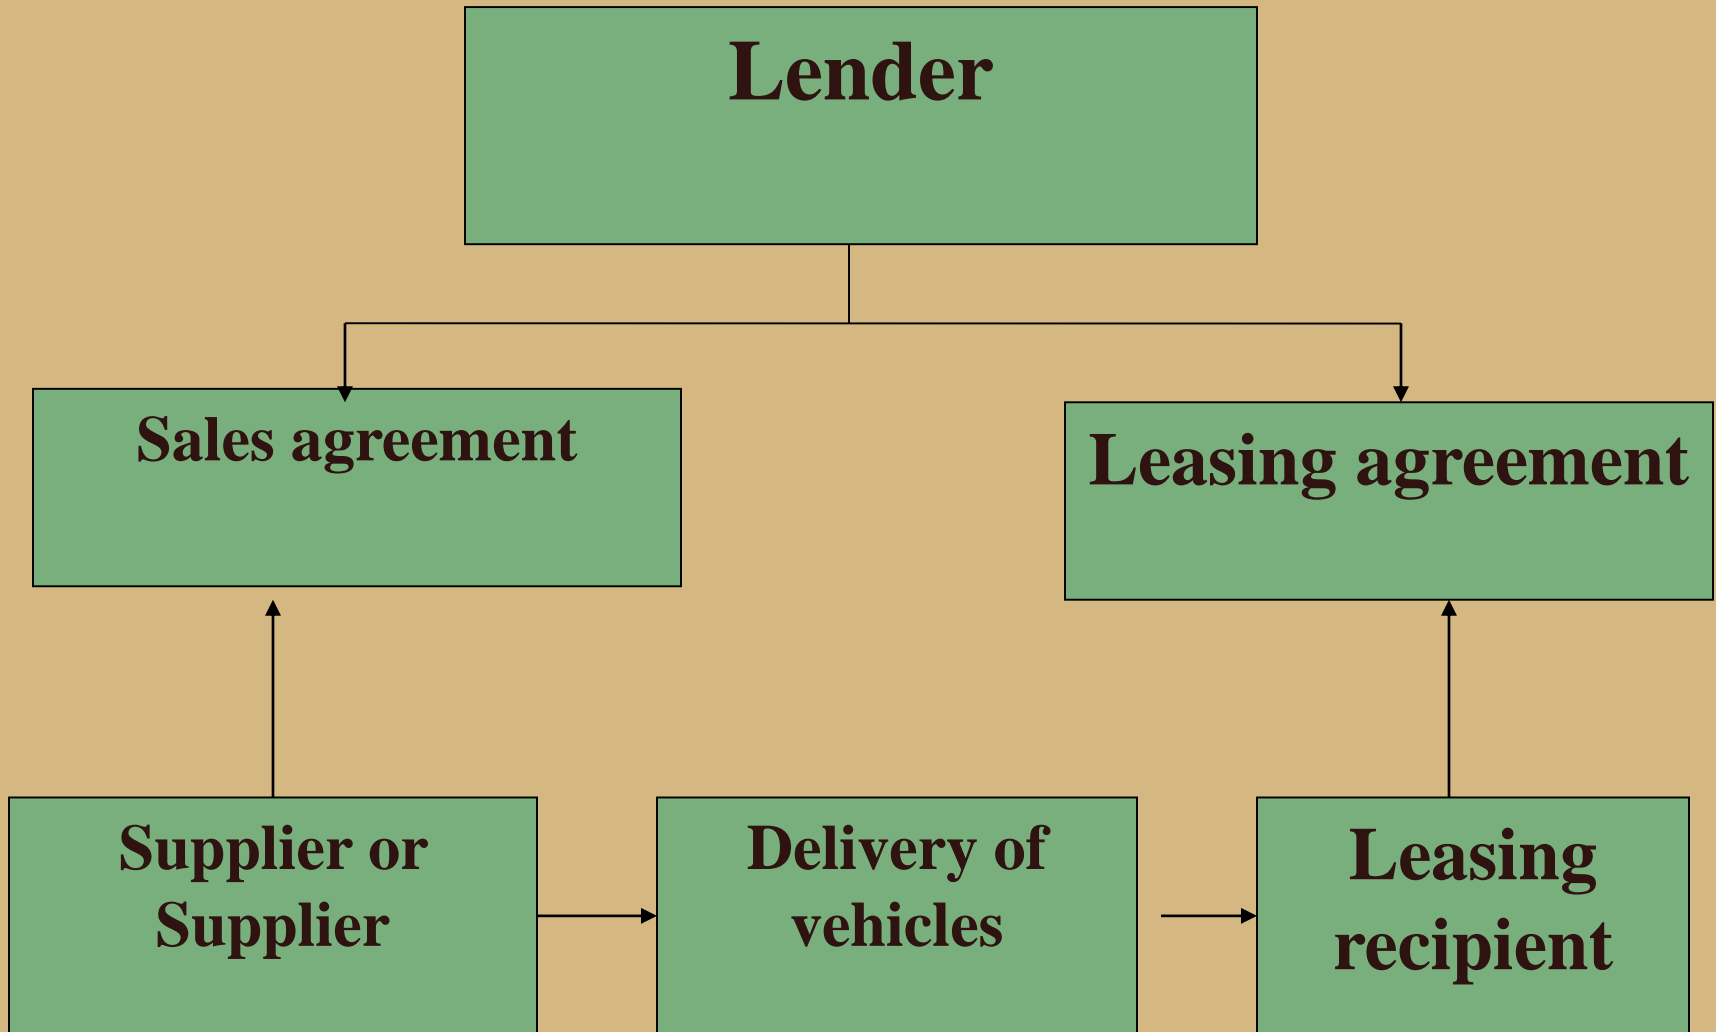 Lender
Sales agreement
Leasing agreement
Supplier or
Supplier
Delivery of
vehicles
Leasing
recipient